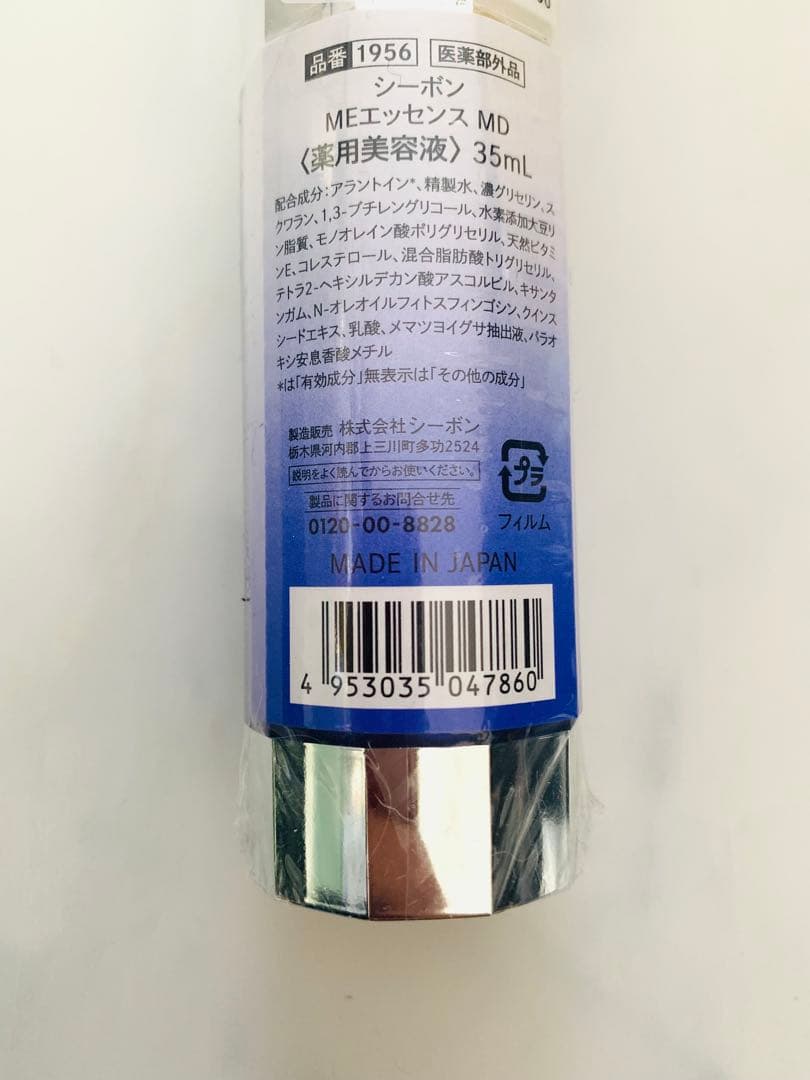 品番 1956 医薬部外品
シーボン
MEエッセンス MD
〈薬用美容液〉 35mL
配合成分:アラントイン*、精製水、濃グリセリン、ス
クワラン、1,3-ブチレングリコール、水素添加大豆リ
ン脂質、モノオレイン酸ポリグリセリル、天然ビタミ
ンE、コレステロール、混合脂肪酸トリグリセリル、
テトラ2-ヘキシルデカン酸アスコルビル、キサンタ
ンガム、N-オレオイルフィトスフィンゴシン、クインス
シードエキス、乳酸、メマツヨイグサ抽出液、パラオ
キシ安息香酸メチル
*は「有効成分」無表示は「その他の成分」
製造販売 株式会社シーボン
栃木県河内郡上三川町多功2524
説明をよく読んでからお使いください。
製品に関するお問合せ先
0120-00-8828
プラ
フィルム
MADE IN JAPAN
4 953035 047860